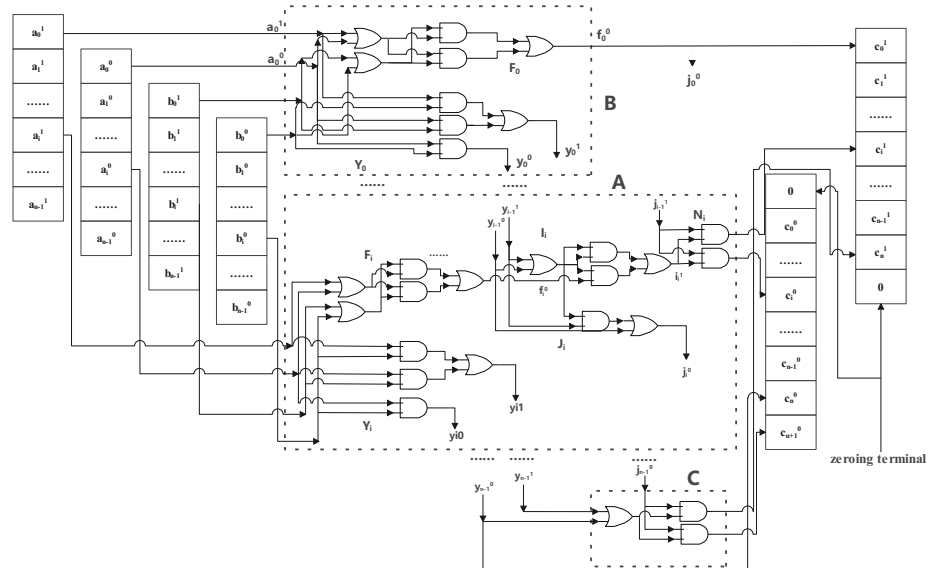 a₀¹
a₁¹
......
aᵢ¹
......
aₙ₋₁¹
a₀⁰
a₁⁰
......
aᵢ⁰
......
aₙ₋₁⁰
b₀¹
b₁¹
......
bᵢ¹
......
bₙ₋₁¹
b₀⁰
b₁⁰
......
bᵢ⁰
......
bₙ₋₁⁰
a₀¹
a₀⁰
F₀
B
Y₀
y₀⁰
y₀¹
f₀⁰
j₀⁰
......
......
A
Fᵢ
......
yᵢ₋₁⁰
yᵢ₋₁¹
Iᵢ
fᵢ⁰
jᵢ₋₁¹
Nᵢ
iᵢ¹
Jᵢ
jᵢ⁰
yi1
Yᵢ
yi0
......
......
......
yₙ₋₁⁰
yₙ₋₁¹
jₙ₋₁⁰
C
0
c₀⁰
......
cᵢ⁰
......
cₙ₋₁⁰
cₙ⁰
cₙ₊₁⁰
c₀¹
c₁¹
......
cᵢ¹
......
cₙ₋₁¹
cₙ¹
0
zeroing terminal